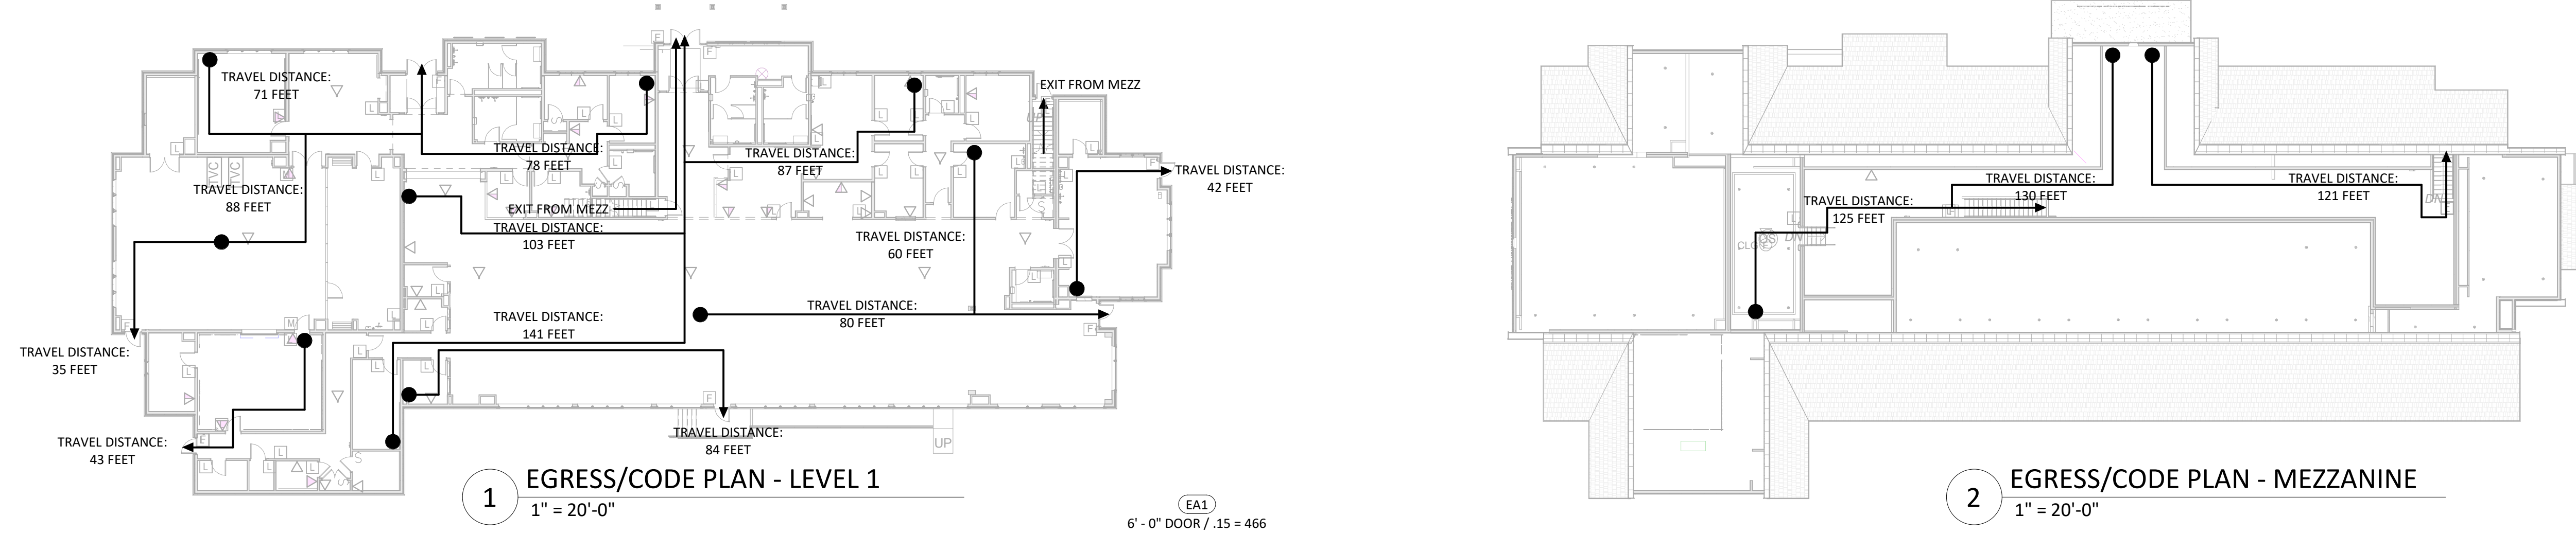 TRAVEL DISTANCE:
71 FEET
TRAVEL DISTANCE:
78 FEET
TRAVEL DISTANCE:
87 FEET
EXIT FROM MEZZ
UP
TRAVEL DISTANCE:
42 FEET
TVC
TVC
TRAVEL DISTANCE:
88 FEET
EXIT FROM MEZZ
TRAVEL DISTANCE:
103 FEET
TRAVEL DISTANCE:
60 FEET
TRAVEL DISTANCE:
141 FEET
TRAVEL DISTANCE:
80 FEET
TRAVEL DISTANCE:
35 FEET
TRAVEL DISTANCE:
43 FEET
TRAVEL DISTANCE:
84 FEET
UP
1
EGRESS/CODE PLAN - LEVEL 1
1" = 20'-0"
EA1
6' - 0" DOOR / .15 = 466
TRAVEL DISTANCE:
130 FEET
TRAVEL DISTANCE:
121 FEET
TRAVEL DISTANCE:
125 FEET
DN
DN
2
EGRESS/CODE PLAN - MEZZANINE
1" = 20'-0"